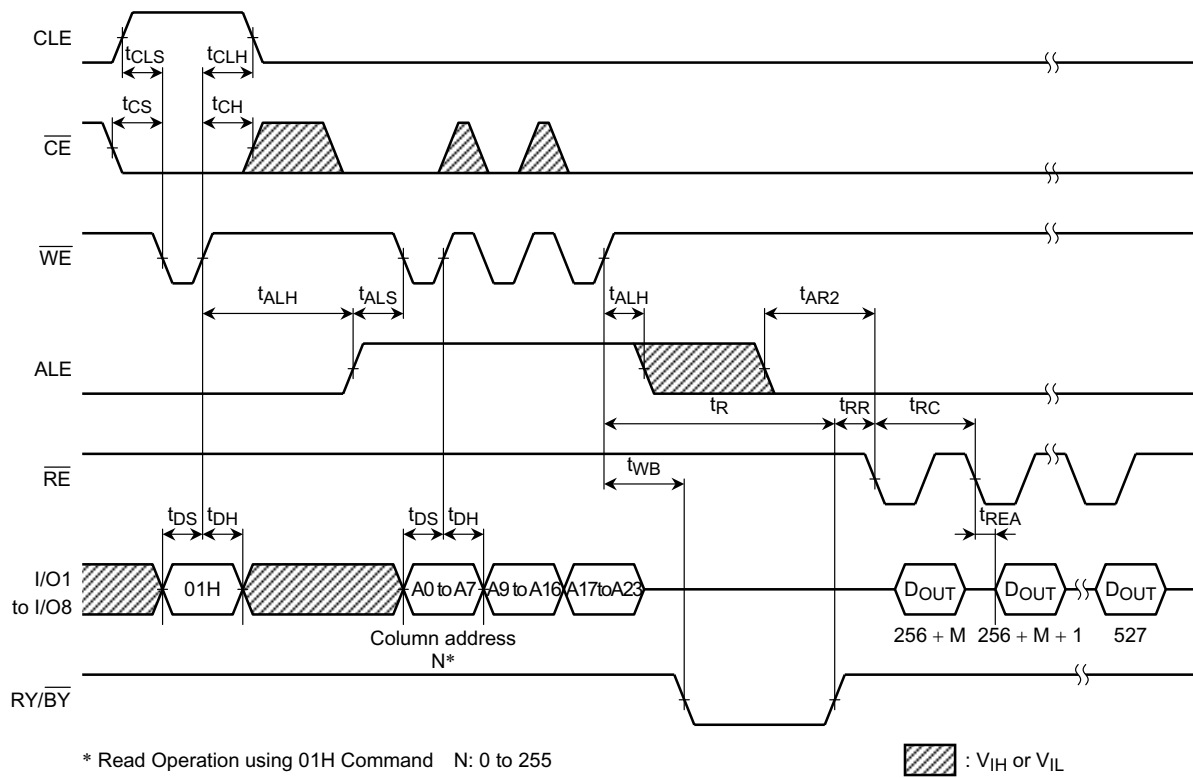 CLE
tCLS tCLH
tCS tCH
CE
WE
tALH tALS tALH tAR2
ALE
tR tRR tRC
RE
tWB
tDS tDH tDS tDH tREA
I/O1
to I/O8
01H A0 to A7 A9 to A16 A17 to A23 DOUT DOUT DOUT
256 + M 256 + M + 1 527
Column address
N*
RY/BY
* Read Operation using 01H Command N: 0 to 255
: VIH or VIL